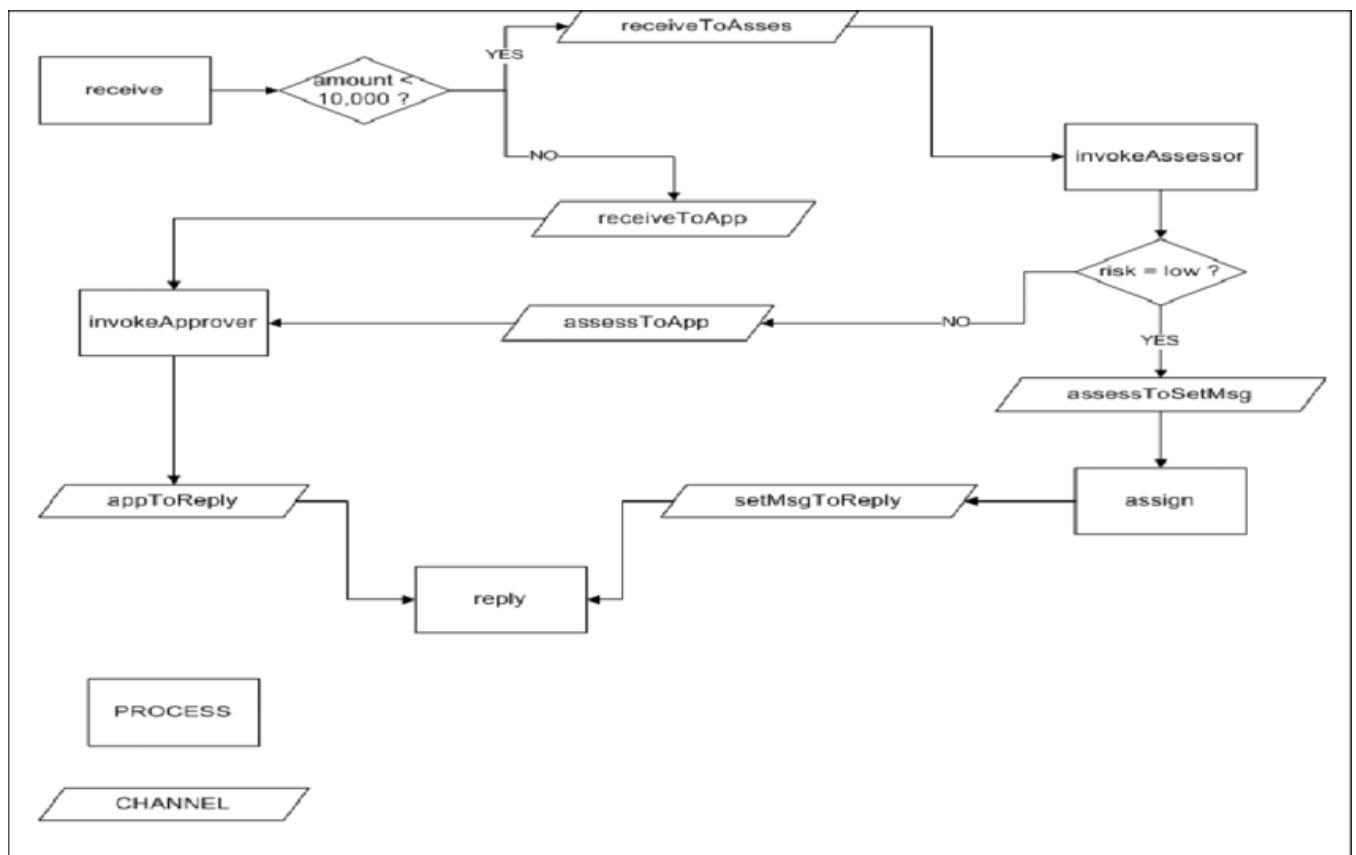 receiveToAsses
YES
receive
amount <
10,000 ?
NO
invokeAssessor
receiveToApp
risk = low ?
invokeApprover
assessToApp
NO
YES
assessToSetMsg
appToReply
setMsgToReply
assign
reply
PROCESS
CHANNEL